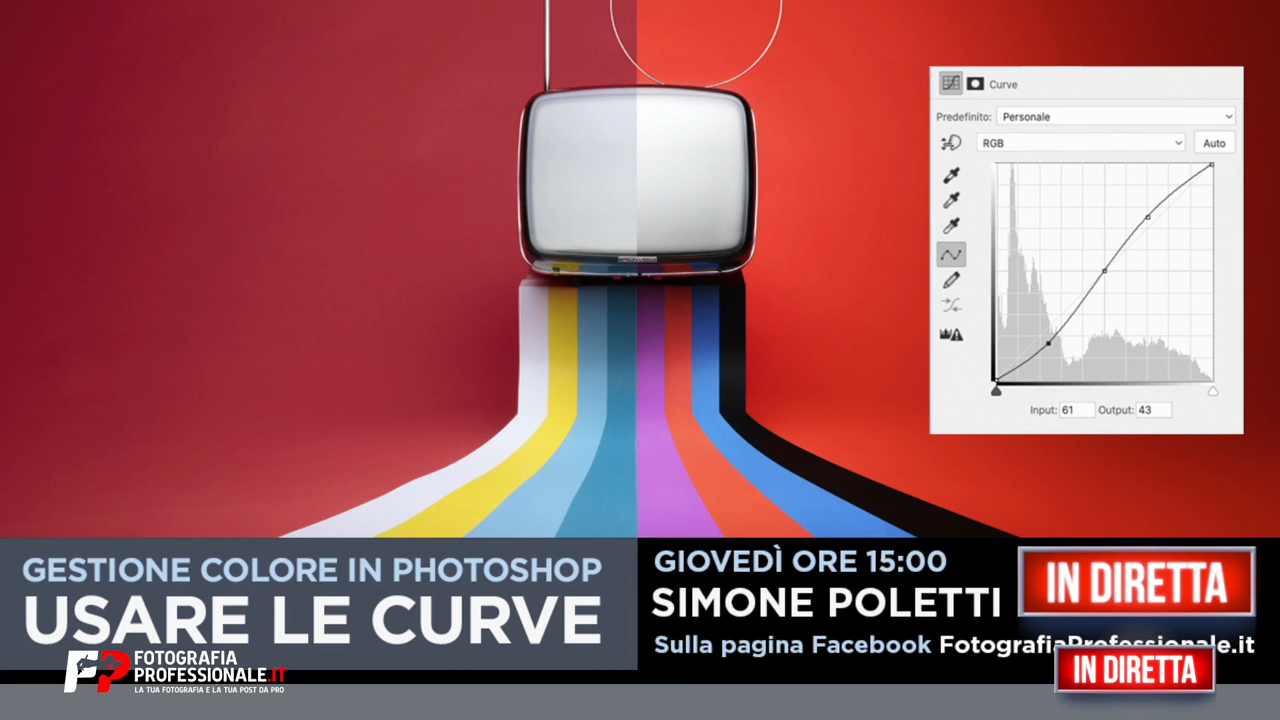 Curve
Predefinito: Personale
RGB
Auto
Input: 61 Output: 43
GESTIONE COLORE IN PHOTOSHOP
USARE LE CURVE
GIOVEDÌ ORE 15:00
SIMONE POLETTI
Sulla pagina Facebook FotografiaProfessionale.it
IN DIRETTA
FP FOTOGRAFIA
PROFESSIONALE.IT
LA TUA FOTOGRAFIA E LA TUA POST DA PRO
IN DIRETTA